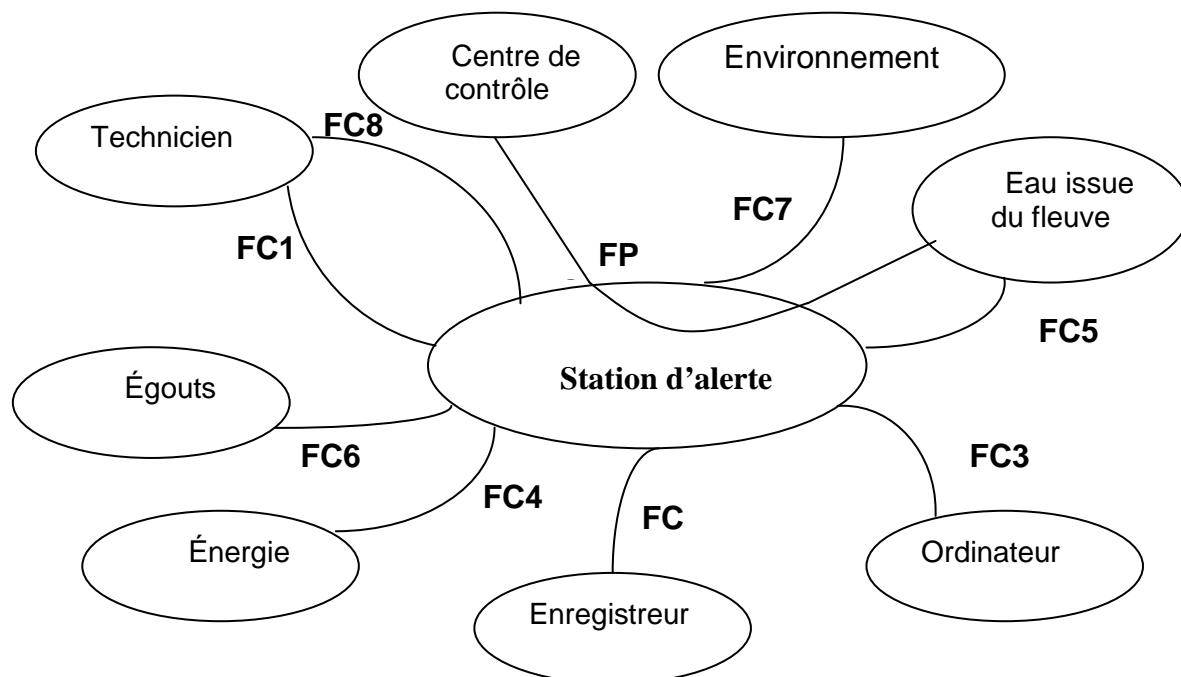 Centre de
contrôle
Environnement
Technicien
FC8
Eau issue
du fleuve
FC7
FC1
FP
FC5
Station d’alerte
Égouts
FC6
FC3
FC4
FC
Énergie
Ordinateur
Enregistreur